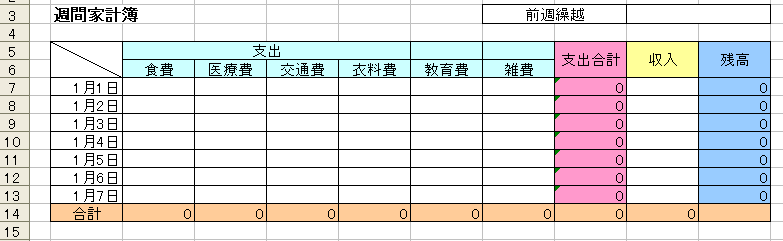 3 週間家計簿 前週繰越
4
5 支出 支出合計 収入 残高
6 食費 医療費 交通費 衣料費 教育費 雑費
7 1月1日 0 0
8 1月2日 0 0
9 1月3日 0 0
10 1月4日 0 0
11 1月5日 0 0
12 1月6日 0 0
13 1月7日 0 0
14 合計 0 0 0 0 0 0 0 0
15